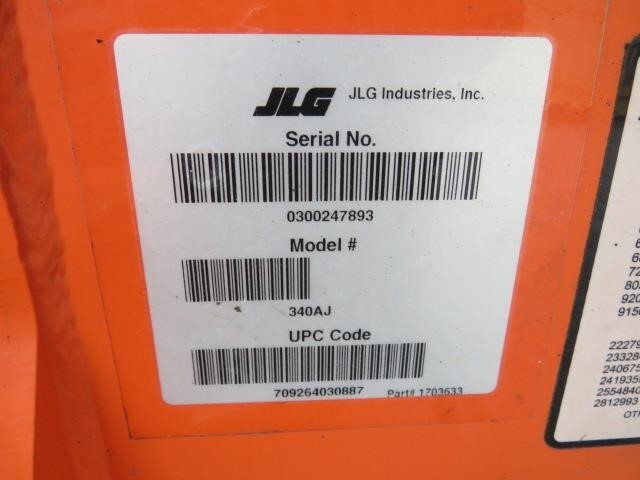 JLG JLG Industries, Inc.
Serial No.
0300247893
Model #
340AJ
UPC Code
709264030887 Part# 1703633